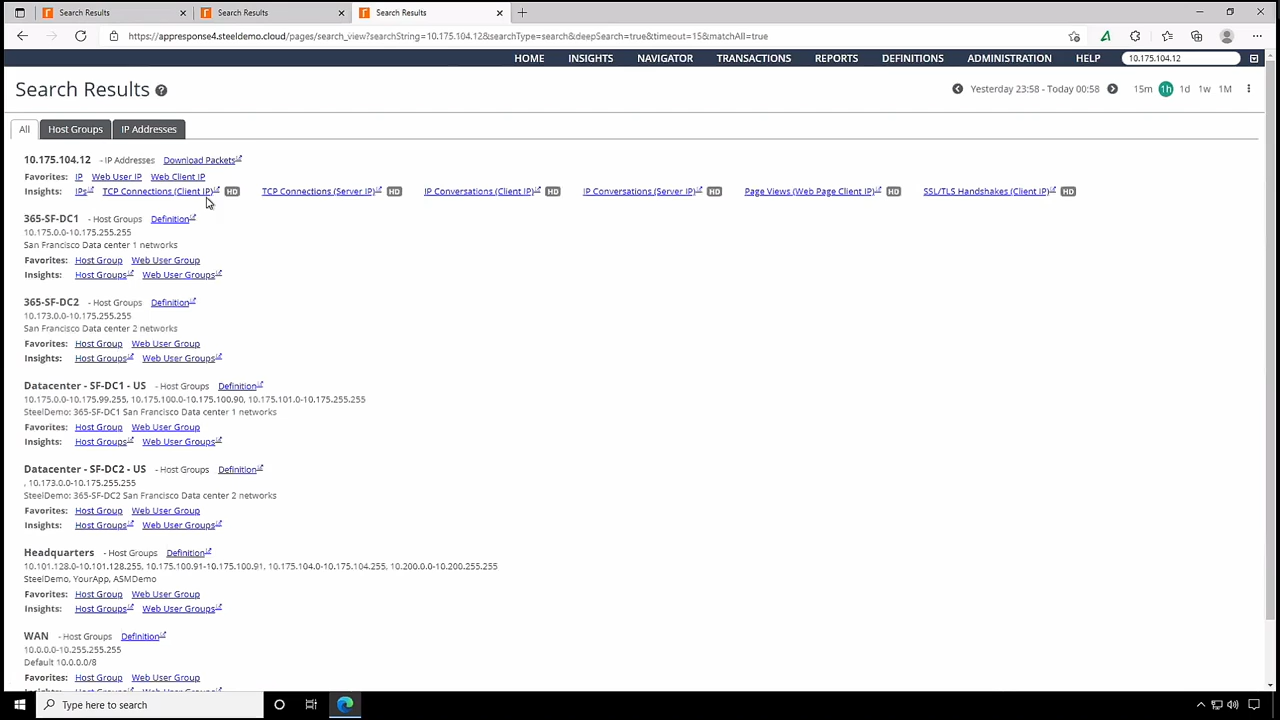 Search Results
Search Results
Search Results
https://appresponse4.steeldemo.cloud/pages/search_view?searchString=10.175.104.12&searchType=search&deepSearch=true&timeout=15&matchAll=true
HOME INSIGHTS NAVIGATOR TRANSACTIONS REPORTS DEFINITIONS ADMINISTRATION HELP 10.175.104.12
Search Results ?
Yesterday 23:58 - Today 00:58 15m 1h 1d 1w 1M
All Host Groups IP Addresses
10.175.104.12 - IP Addresses Download Packets
Favorites: IP Web User IP Web Client IP
Insights: IPs TCP Connections (Client IP) HD TCP Connections (Server IP) HD IP Conversations (Client IP) HD IP Conversations (Server IP) HD Page Views (Web Page Client IP) HD SSL/TLS Handshakes (Client IP) HD
365-SF-DC1 - Host Groups Definition
10.175.0.0-10.175.255.255
San Francisco Data center 1 networks
Favorites: Host Group Web User Group
Insights: Host Groups Web User Groups
365-SF-DC2 - Host Groups Definition
10.173.0.0-10.175.255.255
San Francisco Data center 2 networks
Favorites: Host Group Web User Group
Insights: Host Groups Web User Groups
Datacenter - SF-DC1 - US - Host Groups Definition
10.175.0.0-10.175.99.255, 10.175.100.0-10.175.100.90, 10.175.101.0-10.175.255.255
SteelDemo: 365-SF-DC1 San Francisco Data center 1 networks
Favorites: Host Group Web User Group
Insights: Host Groups Web User Groups
Datacenter - SF-DC2 - US - Host Groups Definition
, 10.173.0.0-10.175.255.255
SteelDemo: 365-SF-DC2 San Francisco Data center 2 networks
Favorites: Host Group Web User Group
Insights: Host Groups Web User Groups
Headquarters - Host Groups Definition
10.101.128.0-10.101.128.255, 10.175.100.91-10.175.100.91, 10.175.104.0-10.175.104.255, 10.200.0.0-10.200.255.255
SteelDemo, YourApp, ASMDemo
Favorites: Host Group Web User Group
Insights: Host Groups Web User Groups
WAN - Host Groups Definition
10.0.0.0-10.255.255.255
Default 10.0.0.0/8
Favorites: Host Group Web User Group
Insights: Host Groups Web User Groups
Type here to search